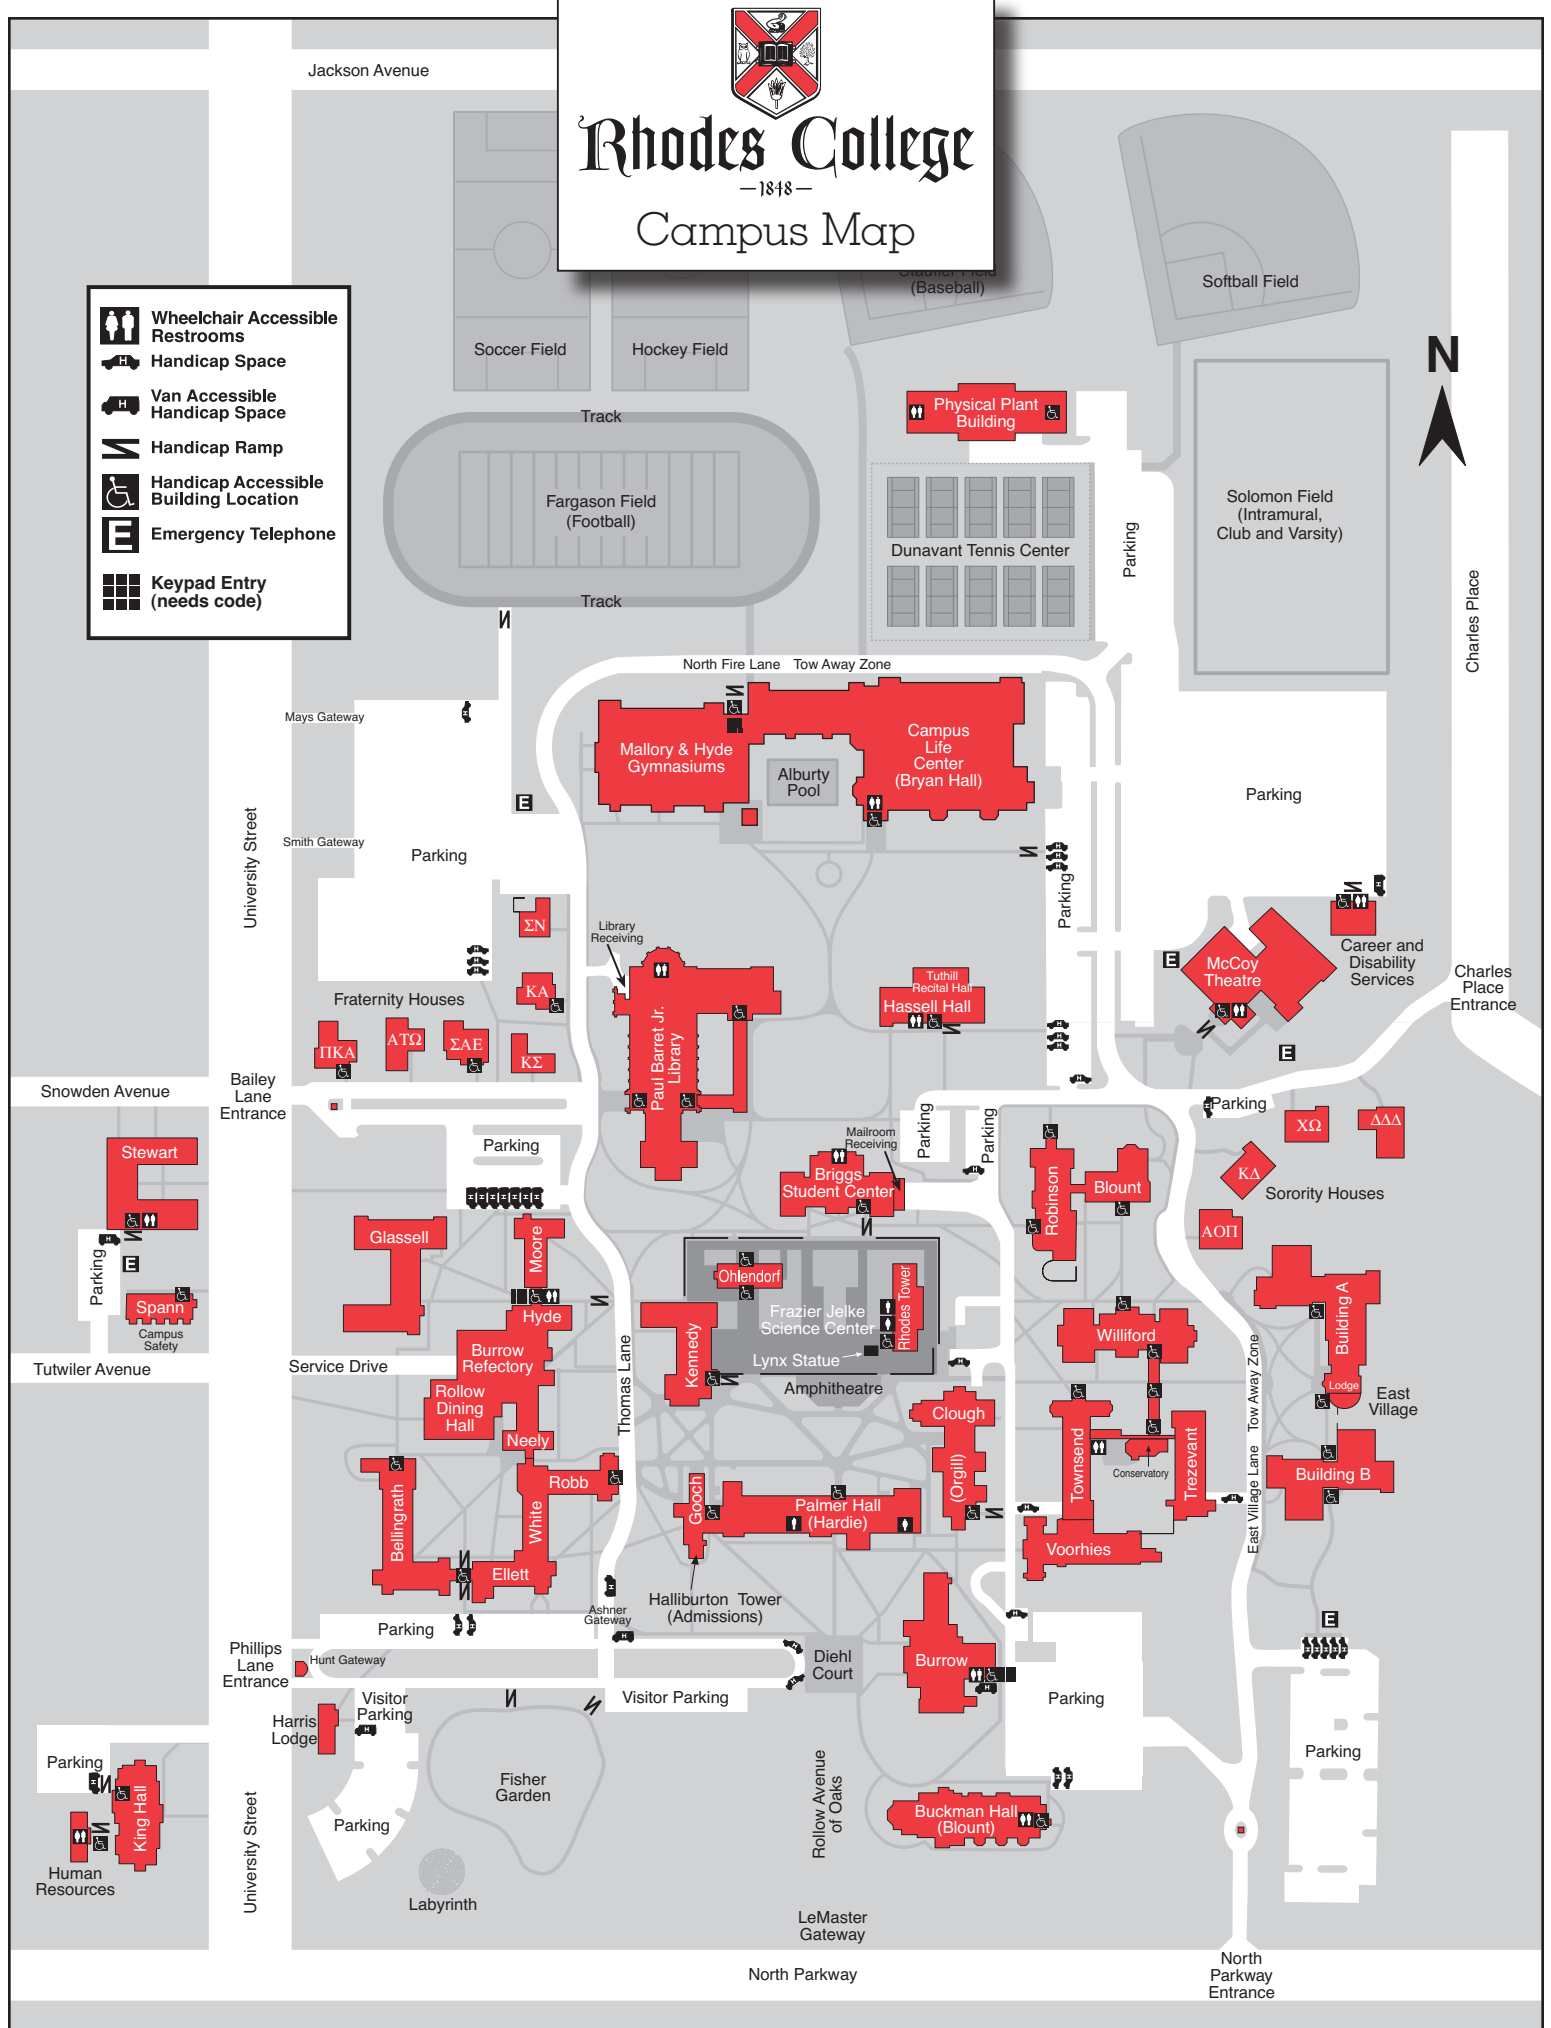 Rhodes College
—1848—
Campus Map
Jackson Avenue
Stauffer Field
(Baseball)
Softball Field
Wheelchair Accessible
Restrooms
Handicap Space
Van Accessible
Handicap Space
Handicap Ramp
Handicap Accessible
Building Location
E
Emergency Telephone
Keypad Entry
(needs code)
N
Soccer Field
Hockey Field
Track
Physical Plant
Building
Fargason Field
(Football)
Track
Dunavant Tennis Center
Parking
Solomon Field
(Intramural,
Club and Varsity)
Charles Place
North Fire Lane Tow Away Zone
Mays Gateway
Mallory & Hyde
Gymnasiums
Alburty
Pool
Campus
Life
Center
(Bryan Hall)
Parking
E
University Street
Smith Gateway
Parking
Parking
ΣΝ
Library
Receiving
ΚΑ
Fraternity Houses
ΠΚΑ
ΑΤΩ
ΣΑΕ
ΚΣ
Paul Barret Jr.
Library
Tuthill
Recital Hall
Hassell Hall
E
McCoy
Theatre
Career and
Disability
Services
Charles
Place
Entrance
E
Snowden Avenue
Bailey
Lane
Entrance
Parking
Parking
Parking
Parking
ΧΩ
ΔΔΔ
ΚΔ
Sorority Houses
ΑΟΠ
Stewart
Mailroom
Receiving
Briggs
Student Center
Robinson
Blount
Parking
E
Spann
Campus
Safety
Glassell
Moore
Hyde
Ohlendorf
Frazier Jelke
Science Center
Rhodes Tower
Lynx Statue
Amphitheatre
Kennedy
Williford
Building A
Lodge
East
Village
Tutwiler Avenue
Service Drive
Burrow
Refectory
Rollow
Dining
Hall
Neely
Thomas Lane
Clough
(Orgill)
Townsend
Conservatory
Trezevant
East Village Lane Tow Away Zone
Building B
Bellingrath
Robb
White
Ellett
Gooch
Palmer Hall
(Hardie)
Voorhies
Halliburton Tower
(Admissions)
Ashner
Gateway
Parking
E
Phillips
Lane
Entrance
Hunt Gateway
Diehl
Court
Burrow
Visitor
Parking
Visitor Parking
Parking
Harris
Lodge
Parking
King Hall
Human
Resources
University Street
Parking
Fisher
Garden
Labyrinth
Rollow Avenue
of Oaks
Buckman Hall
(Blount)
Parking
LeMaster
Gateway
North Parkway
North
Parkway
Entrance